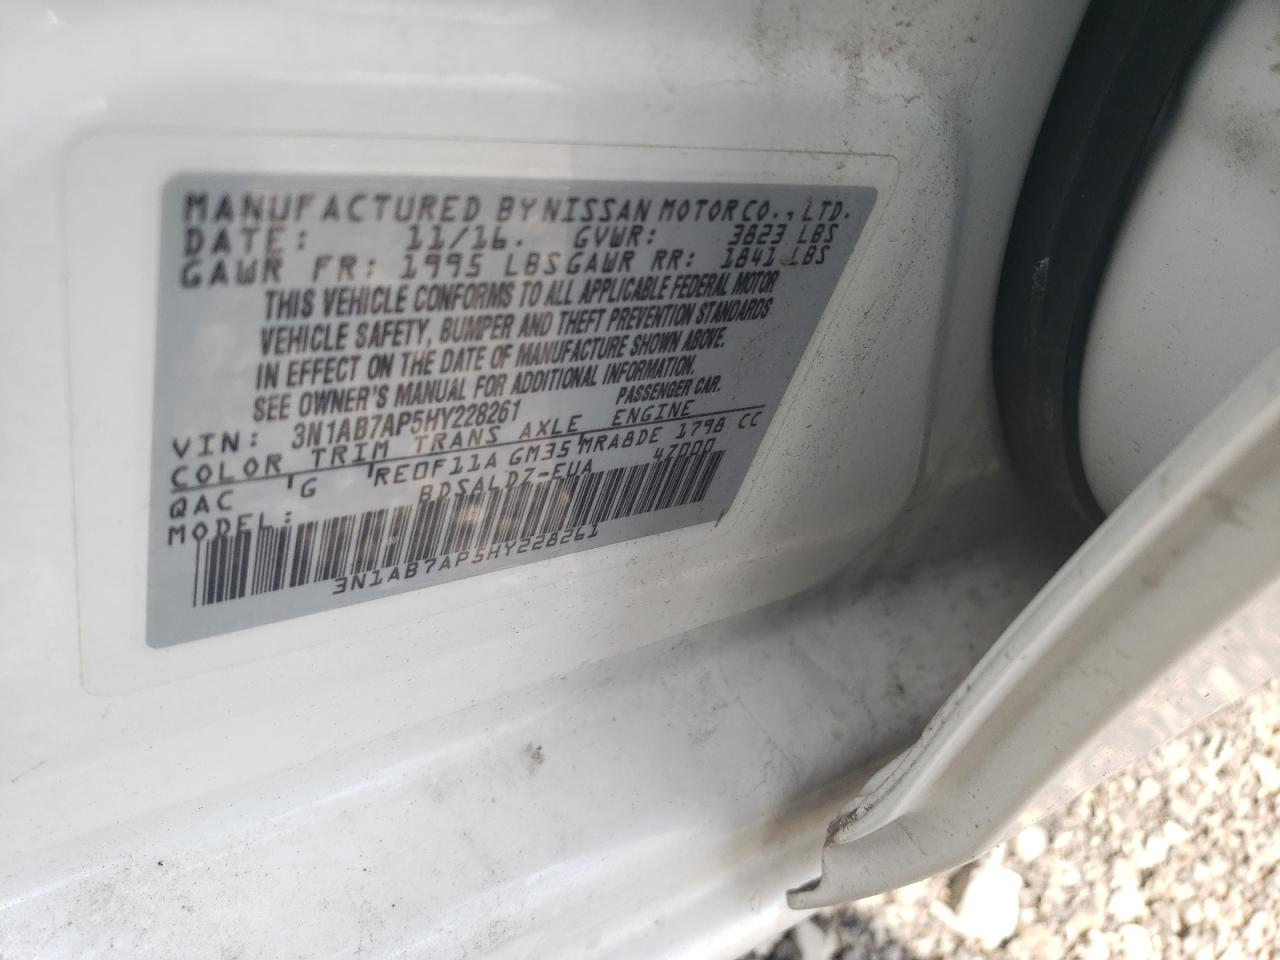 MANUFACTURED BY NISSAN MOTOR CO., LTD.
DATE: 11/16. GVWR: 3823 LBS
GAWR FR: 1995 LBS GAWR RR: 1841 LBS
THIS VEHICLE CONFORMS TO ALL APPLICABLE FEDERAL MOTOR
VEHICLE SAFETY, BUMPER AND THEFT PREVENTION STANDARDS
IN EFFECT ON THE DATE OF MANUFACTURE SHOWN ABOVE.
SEE OWNER'S MANUAL FOR ADDITIONAL INFORMATION.
VIN: 3N1AB7AP5HY228261 PASSENGER CAR.
COLOR TRIM TRANS AXLE ENGINE
QAC G RE0F11A GM35 MRA8DE 1798 CC
MODEL: BDSALDZ-EUA 47000
3N1AB7AP5HY228261